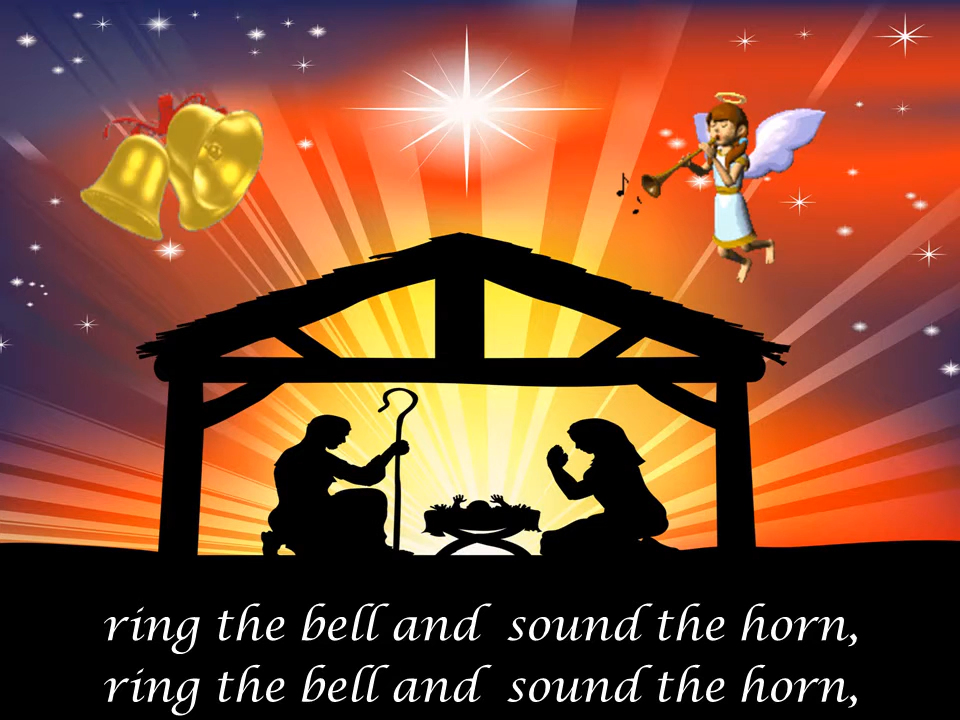 ring the bell and  sound the horn,
ring the bell and  sound the horn,